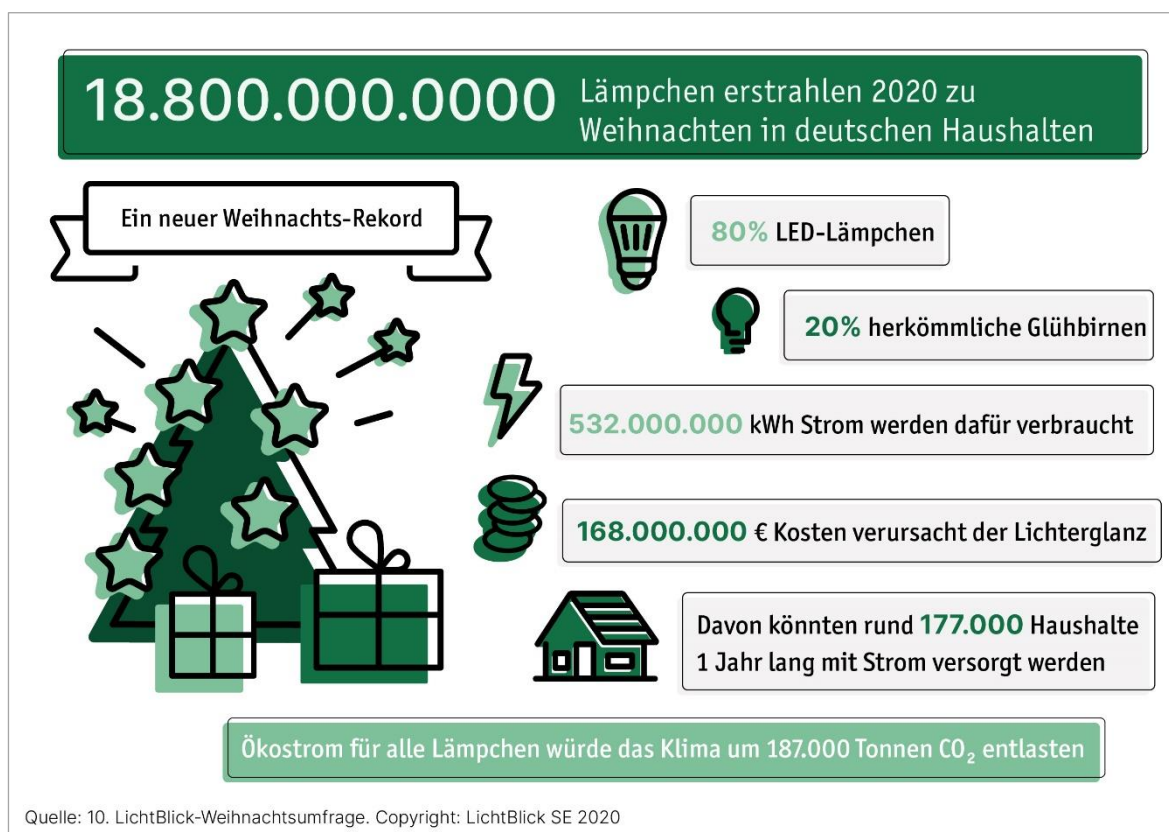 18.800.000.0000
Lämpchen erstrahlen 2020 zu
Weihnachten in deutschen Haushalten
Ein neuer Weihnachts-Rekord
80% LED-Lämpchen
20% herkömmliche Glühbirnen
532.000.000 kWh Strom werden dafür verbraucht
168.000.000 € Kosten verursacht der Lichterglanz
Davon könnten rund 177.000 Haushalte
1 Jahr lang mit Strom versorgt werden
Ökostrom für alle Lämpchen würde das Klima um 187.000 Tonnen CO₂ entlasten
Quelle: 10. LichtBlick-Weihnachtsumfrage. Copyright: LichtBlick SE 2020